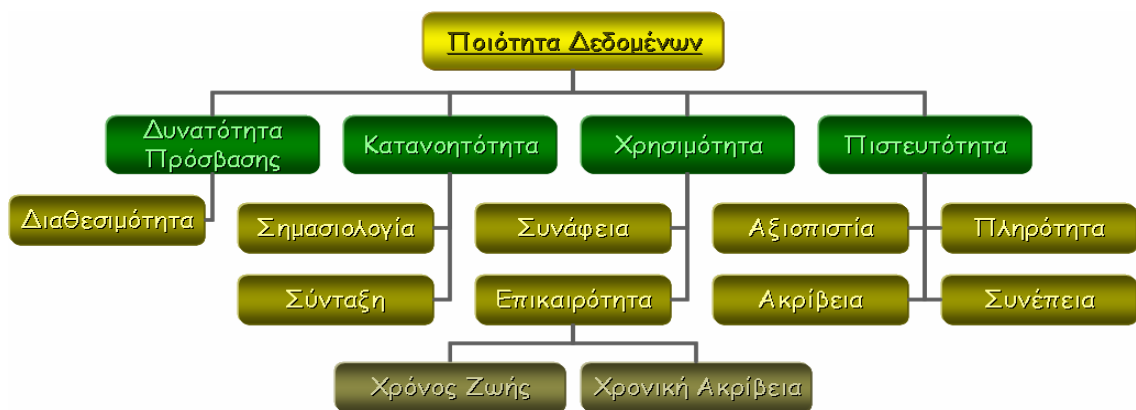 Ποιότητα Δεδομένων
Δυνατότητα
Πρόσβασης
Κατανοητότητα
Χρησιμότητα
Πιστευτότητα
Διαθεσιμότητα
Σημασιολογία
Συνάφεια
Αξιοπιστία
Πληρότητα
Σύνταξη
Επικαιρότητα
Ακρίβεια
Συνέπεια
Χρόνος Ζωής
Χρονική Ακρίβεια